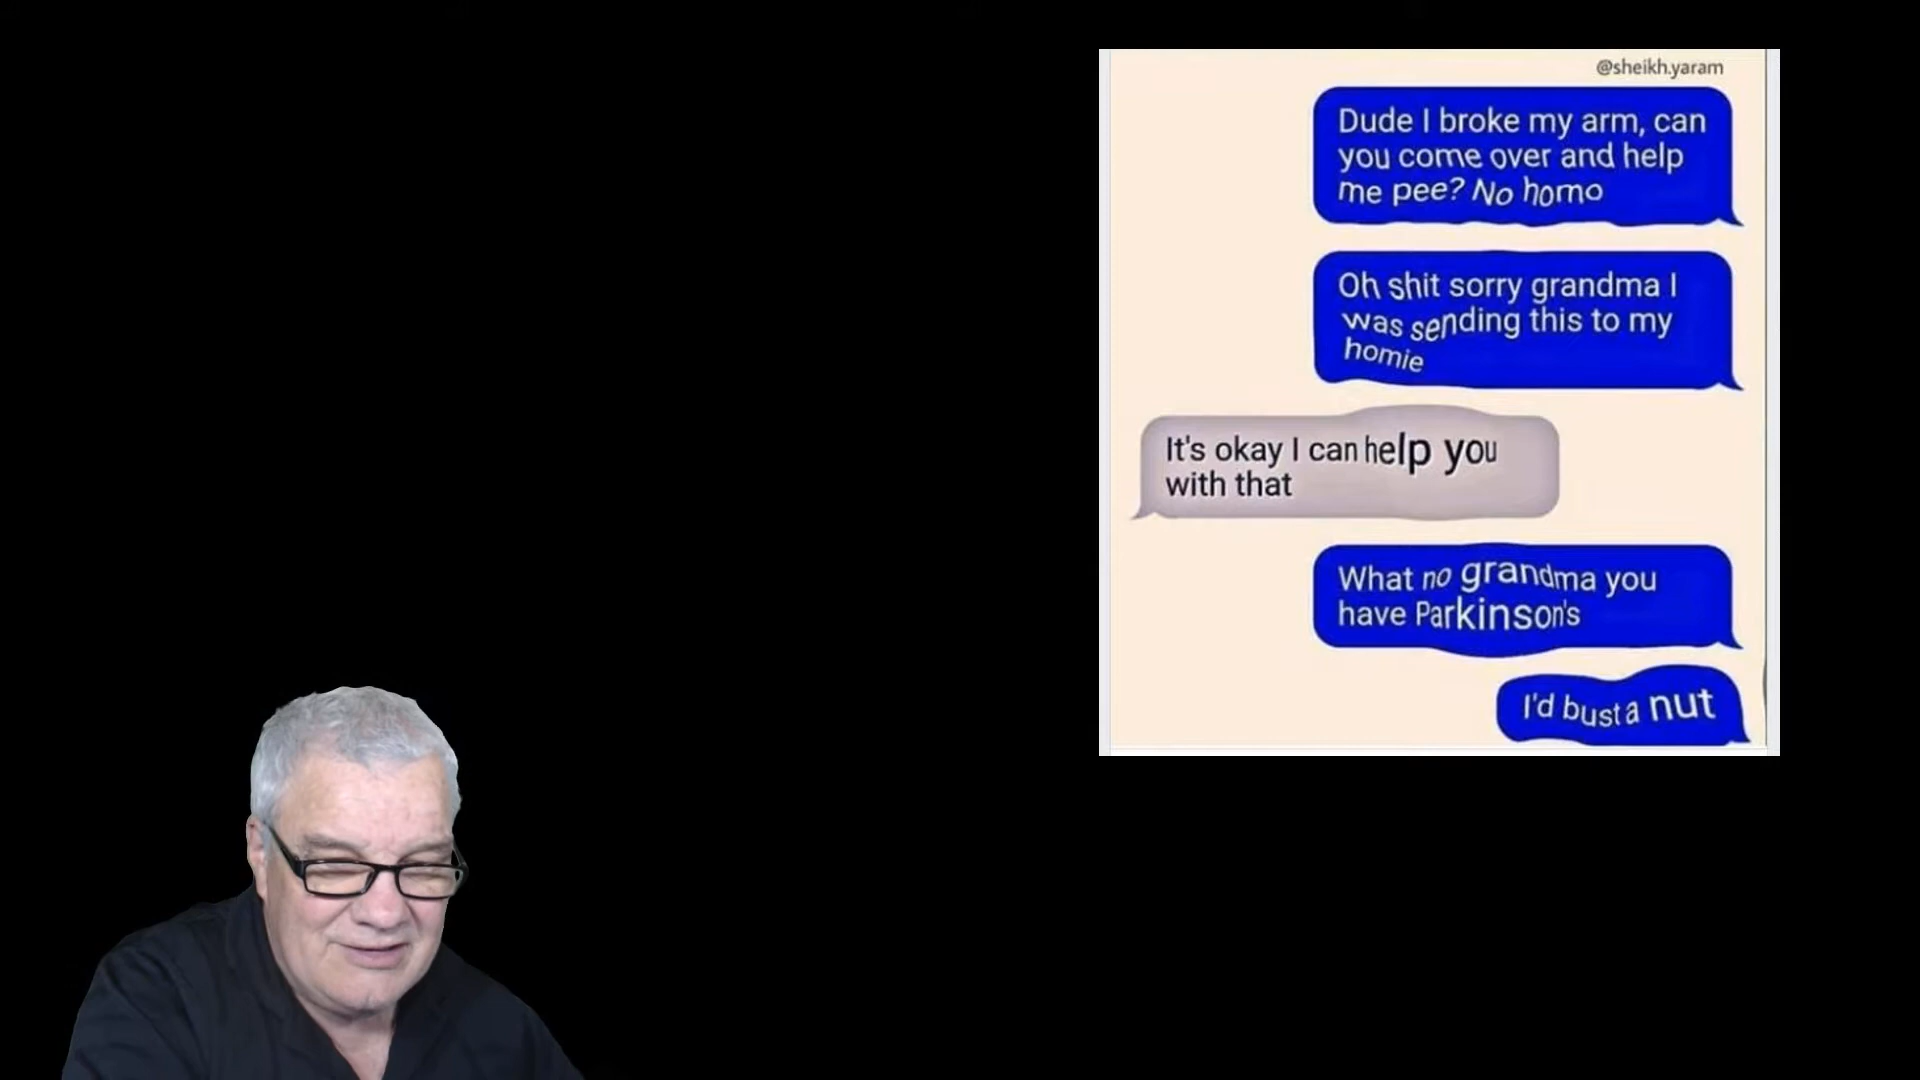 @sheikh.yaram
Dude I broke my arm, can
you come over and help
me pee? No homo
Oh shit sorry grandma I
was sending this to my
homie
It's okay I can help you
with that
What no grandma you
have Parkinson's
I'd bust a nut